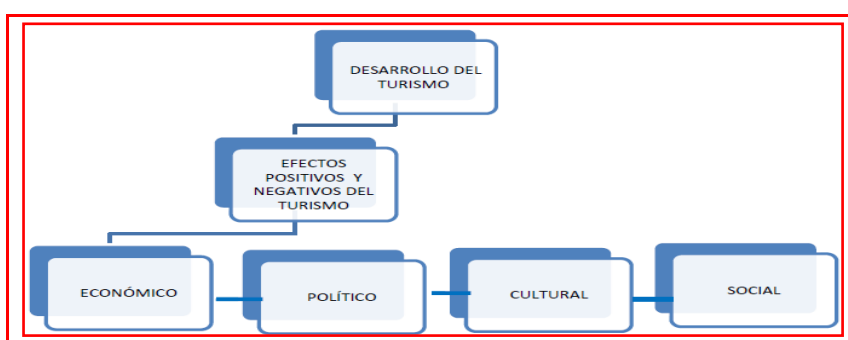 DESARROLLO DEL
TURISMO
EFECTOS
POSITIVOS Y
NEGATIVOS DEL
TURISMO
ECONÓMICO
POLÍTICO
CULTURAL
SOCIAL